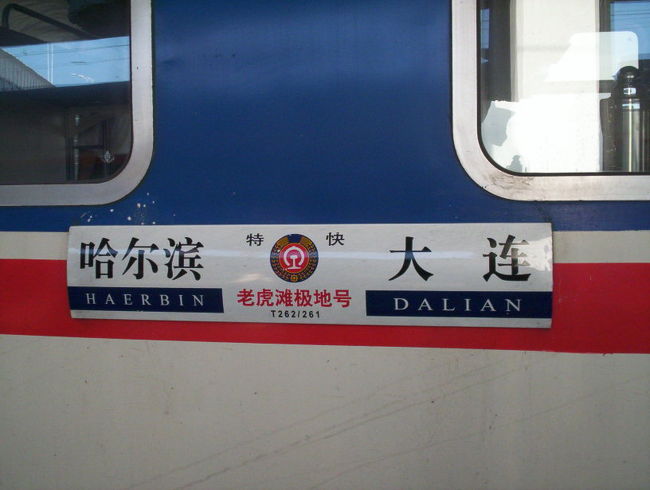 特 快
哈尔滨 大 连
HAERBIN 老虎滩极地号 DALIAN
T262/261